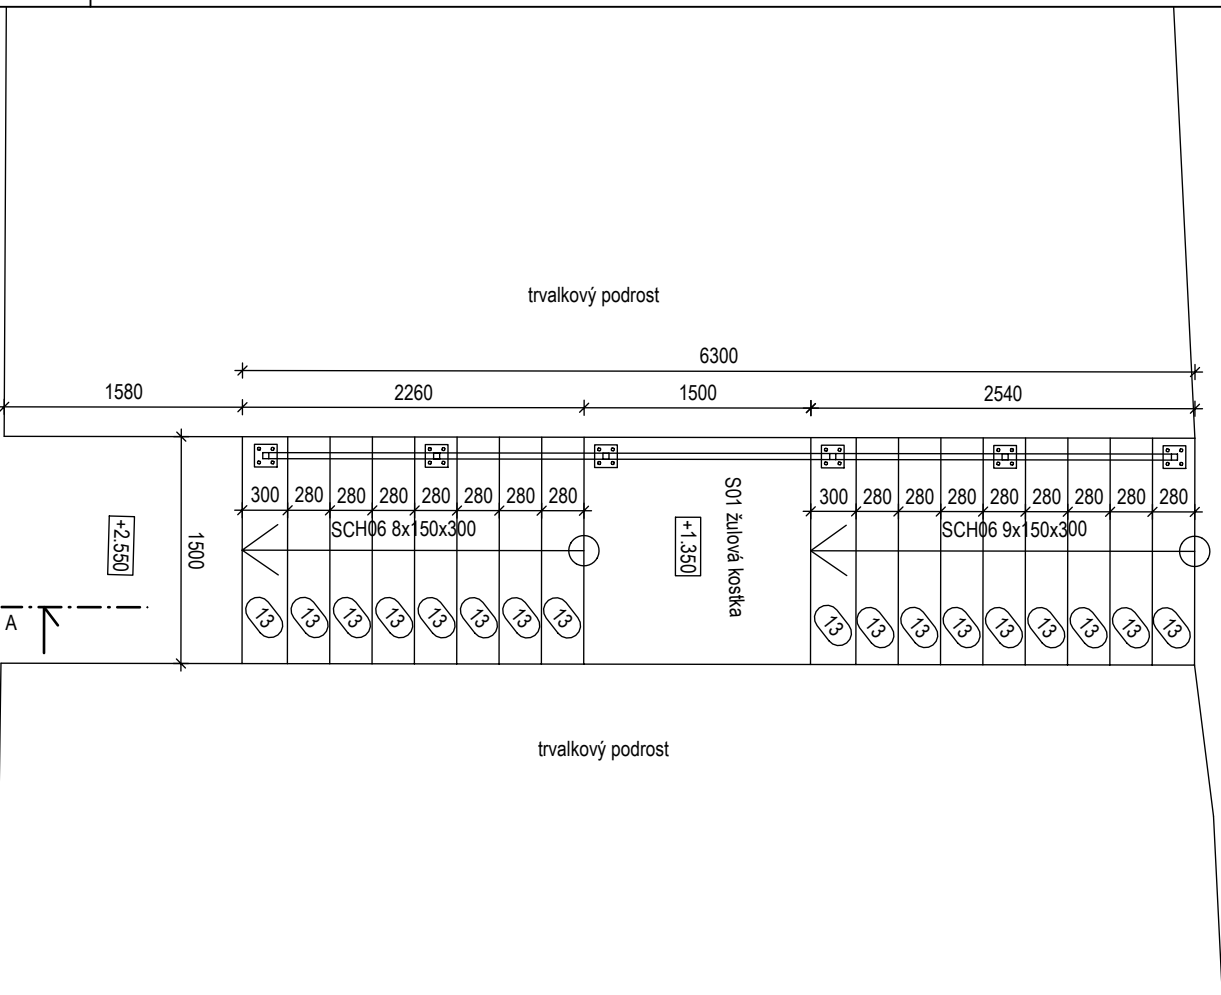 trvalkový podrost
6300
1580 2260 1500 2540
300 280 280 280 280 280 280 280
300 280 280 280 280 280 280 280 280
SCH06 8x150x300
SCH06 9x150x300
+2.550
1500
+1.350
S01 žulová kostka
A
13 13 13 13 13 13 13 13
13 13 13 13 13 13 13 13 13
trvalkový podrost